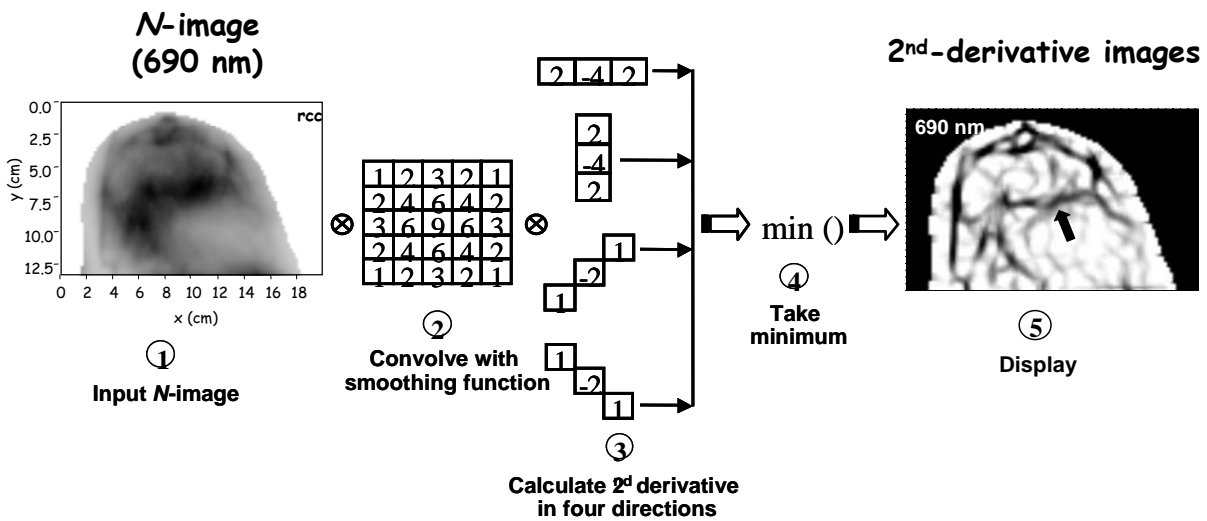 N-image
(690 nm)
0.0
2.5
5.0
7.5
10.0
12.5
y (cm)
rcc
0 2 4 6 8 10 12 14 16 18
x (cm)
1
Input N-image
⊗
1 2 3 2 1
2 4 6 4 2
3 6 9 6 3
2 4 6 4 2
1 2 3 2 1
2
Convolve with
smoothing function
⊗
2 -4 2
2
-4
2
1
-2
1
1
-2
1
3
Calculate 2d derivative
in four directions
min ()
4
Take
minimum
2nd-derivative images
690 nm
5
Display